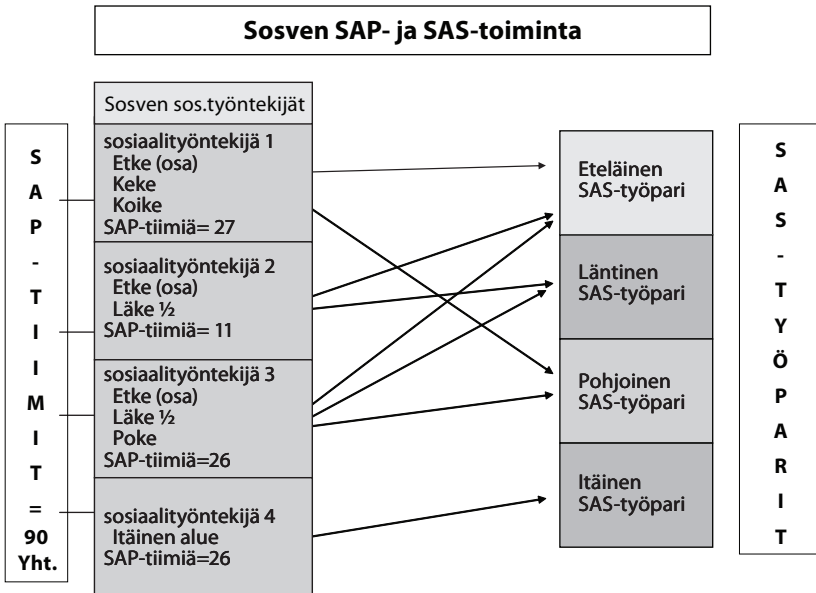 Sosven SAP- ja SAS-toiminta
S
A
P
-
T
I
I
M
I
T
=
90
Yht.
Sosven sos.työntekijät
sosiaalityöntekijä 1
Etke (osa)
Keke
Koike
SAP-tiimiä= 27
sosiaalityöntekijä 2
Etke (osa)
Läke ½
SAP-tiimiä= 11
sosiaalityöntekijä 3
Etke (osa)
Läke ½
Poke
SAP-tiimiä=26
sosiaalityöntekijä 4
Itäinen alue
SAP-tiimiä=26
Eteläinen
SAS-työpari
Läntinen
SAS-työpari
Pohjoinen
SAS-työpari
Itäinen
SAS-työpari
S
A
S
-
T
Y
Ö
P
A
R
I
T